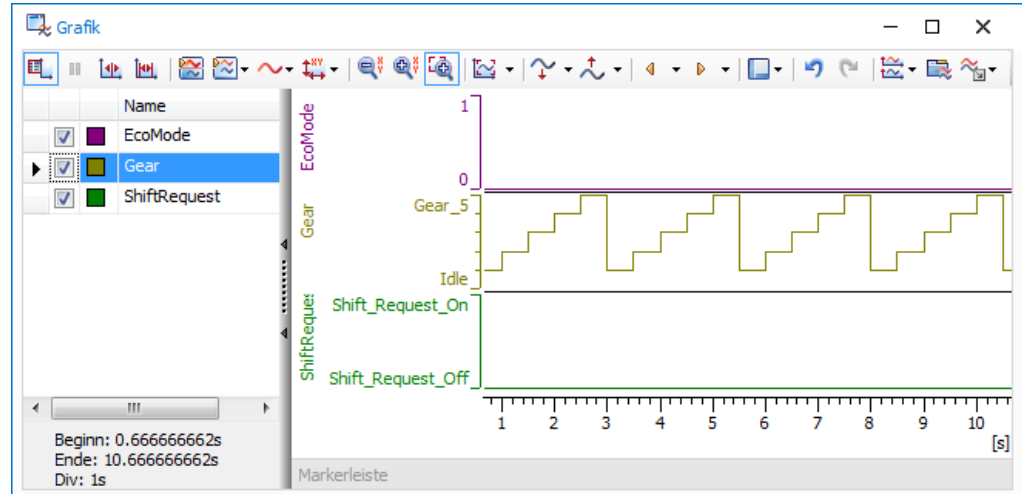 Grafik
Name
EcoMode
Gear
ShiftRequest
Beginn: 0.666666662s
Ende: 10.666666662s
Div: 1s
EcoMode
1
0
Gear
Gear_5
Idle
ShiftReques
Shift_Request_On
Shift_Request_Off
1 2 3 4 5 6 7 8 9 10
[s]
Markerleiste